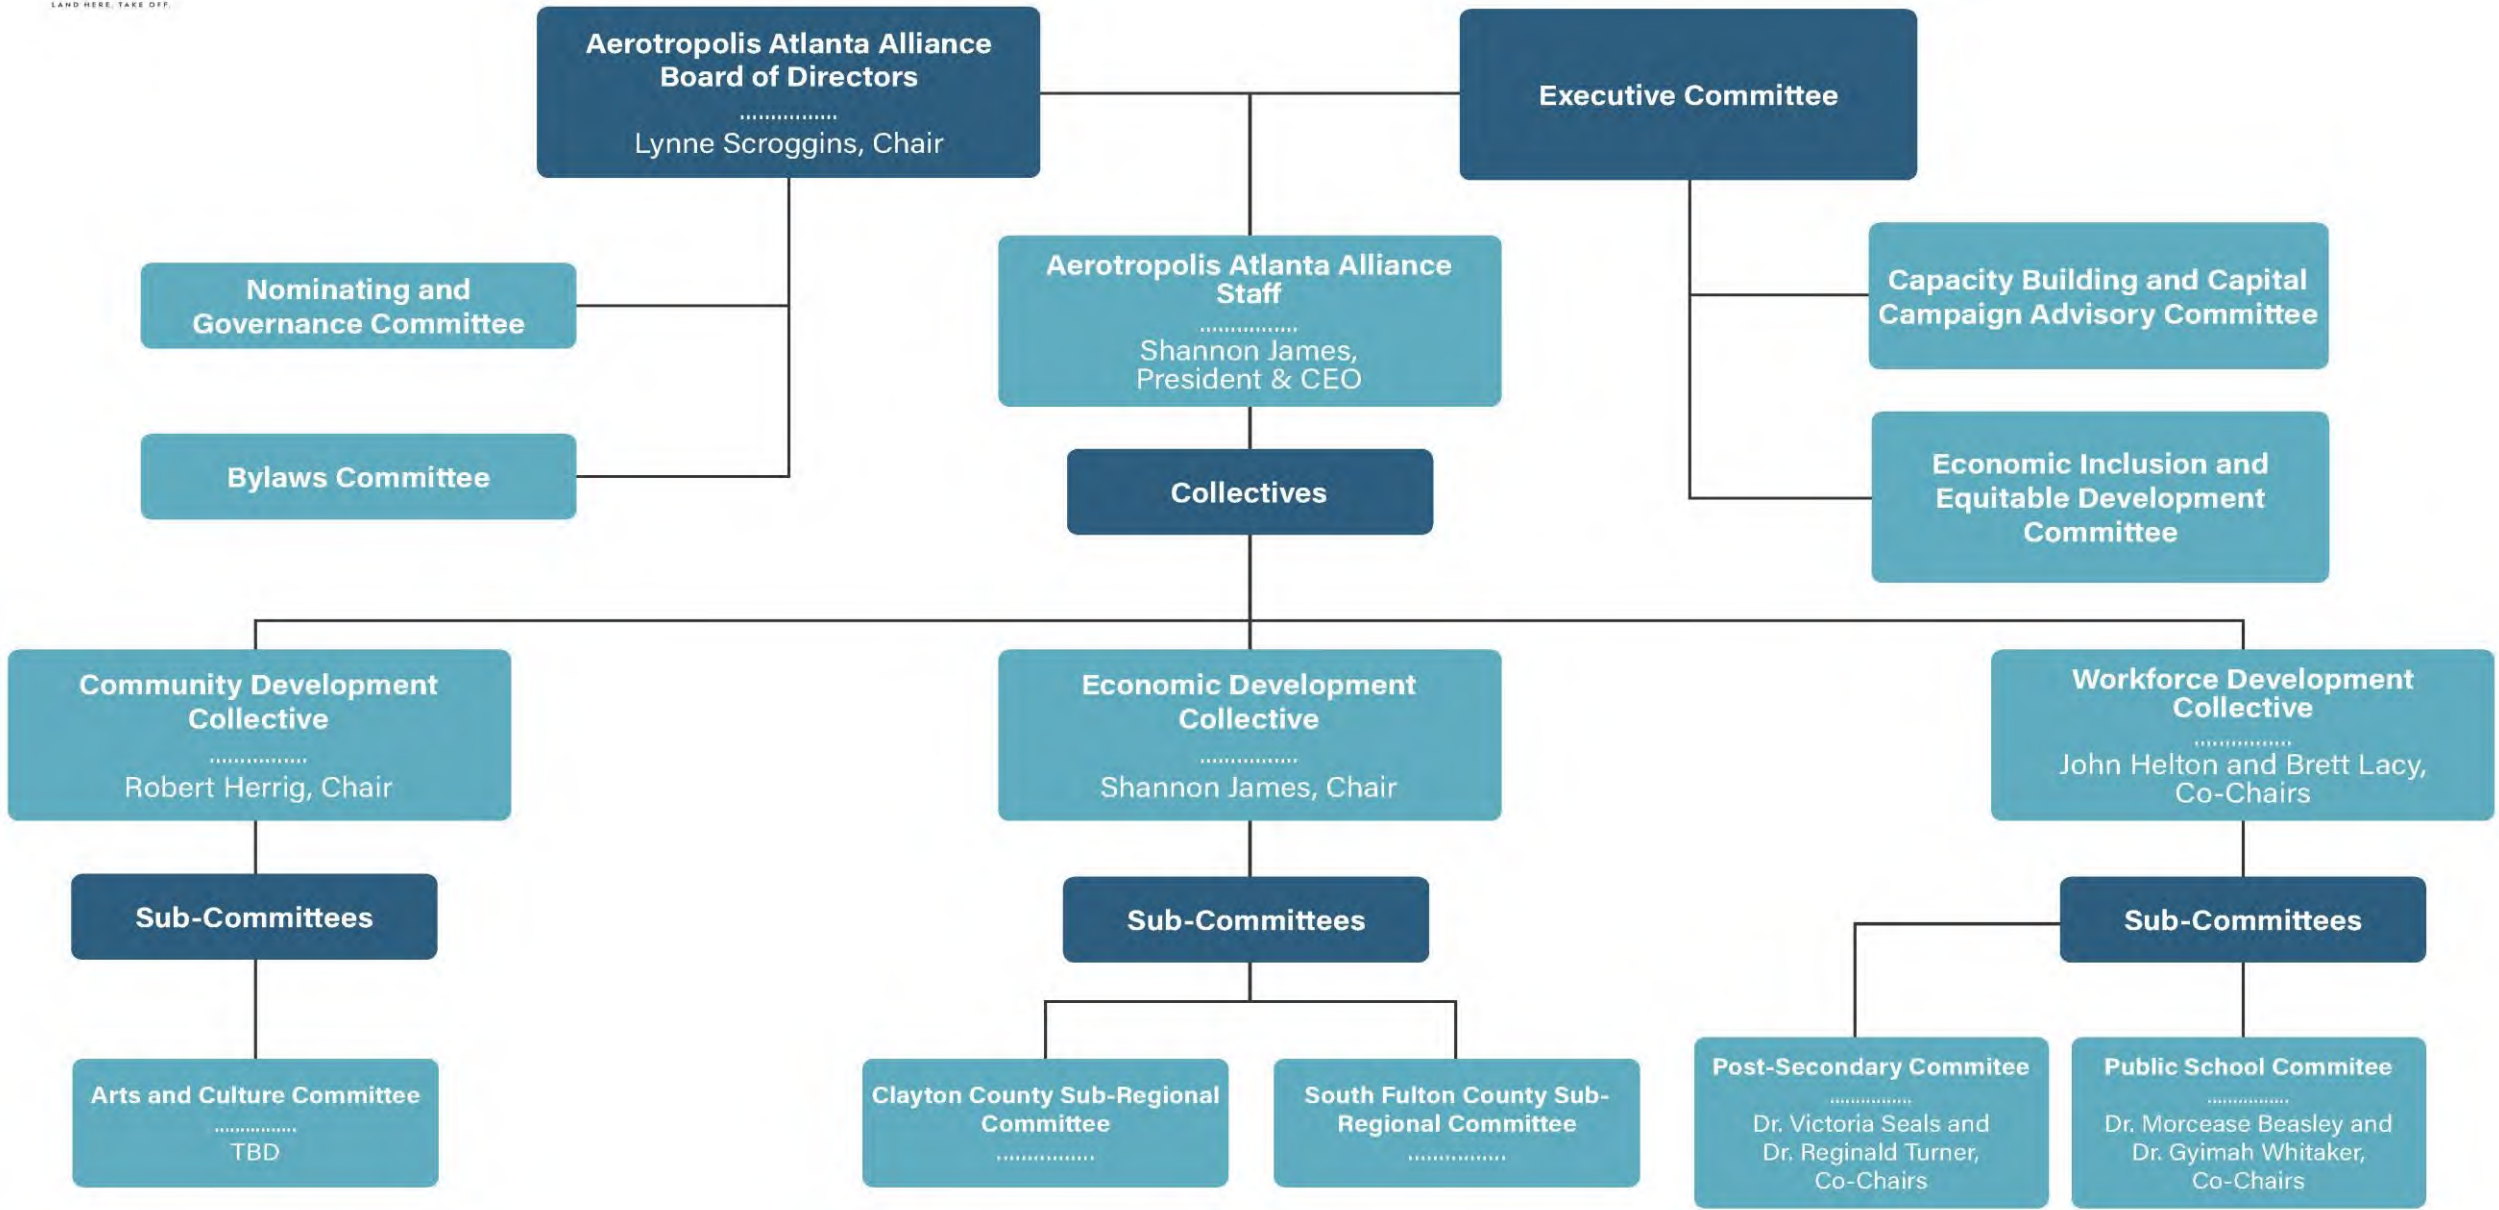 LAND HERE. TAKE OFF.
Aerotropolis Atlanta Alliance
Board of Directors
Lynne Scroggins, Chair
Executive Committee
Nominating and
Governance Committee
Bylaws Committee
Aerotropolis Atlanta Alliance
Staff
Shannon James,
President & CEO
Capacity Building and Capital
Campaign Advisory Committee
Economic Inclusion and
Equitable Development
Committee
Collectives
Community Development
Collective
Robert Herrig, Chair
Economic Development
Collective
Shannon James, Chair
Workforce Development
Collective
John Helton and Brett Lacy,
Co-Chairs
Sub-Committees
Sub-Committees
Sub-Committees
Arts and Culture Committee
TBD
Clayton County Sub-Regional
Committee
South Fulton County Sub-
Regional Committee
Post-Secondary Commitee
Dr. Victoria Seals and
Dr. Reginald Turner,
Co-Chairs
Public School Commitee
Dr. Morcease Beasley and
Dr. Gyimah Whitaker,
Co-Chairs